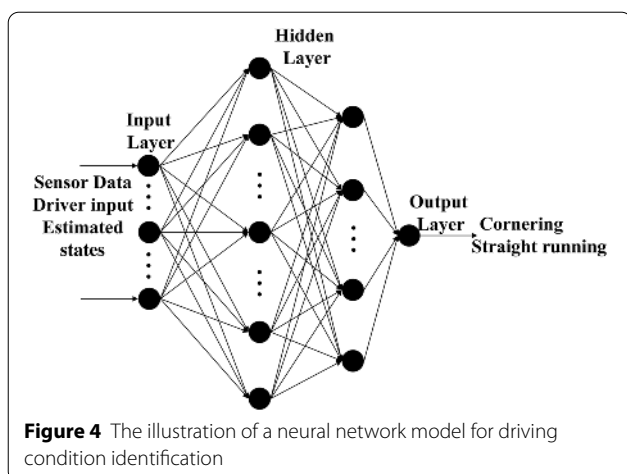 Hidden
Layer
Input
Layer
Sensor Data
Driver input
Estimated
states
Output
Layer
Cornering
Straight running
Figure 4 The illustration of a neural network model for driving
condition identification